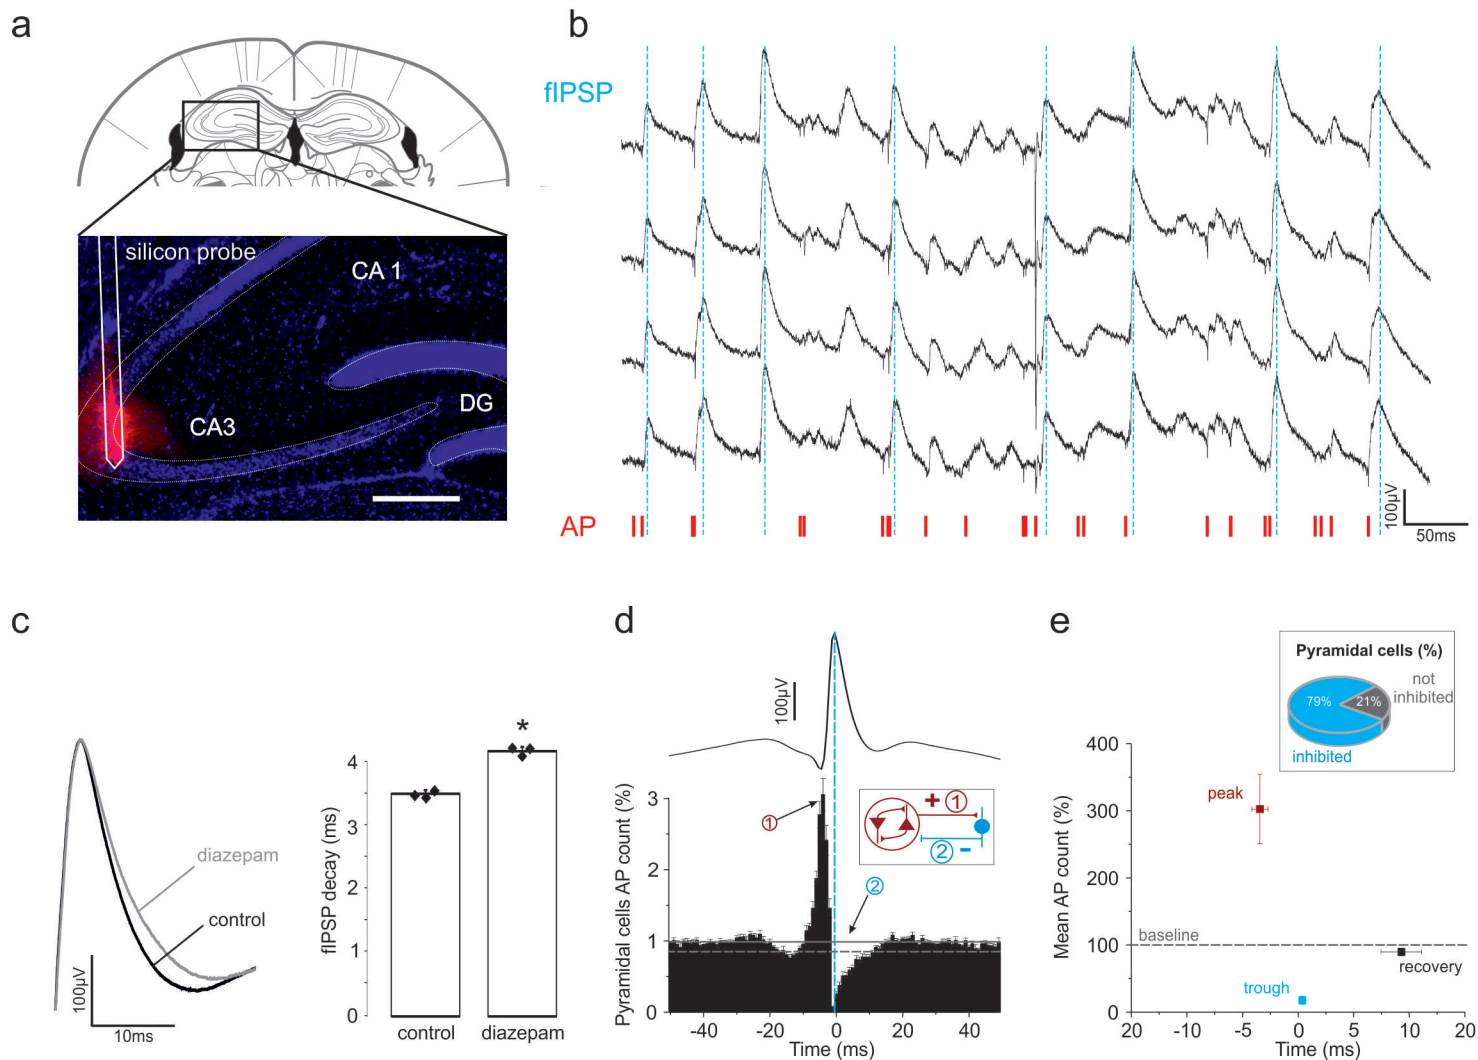 a
silicon probe
CA 1
CA3
DG
b
fIPSP
AP
100µV
50ms
c
diazepam
control
100µV
10ms
fIPSP decay (ms)
4
3
2
1
0
control
diazepam
*
d
100µV
Pyramidal cells AP count (%)
3
2
1
0
1
2
+ 1
2 -
-40
-20
0
20
40
Time (ms)
e
Pyramidal cells (%)
79%
21%
not
inhibited
inhibited
Mean AP count (%)
400
300
200
100
0
peak
baseline
recovery
trough
20
-5
0
5
10
20
Time (ms)